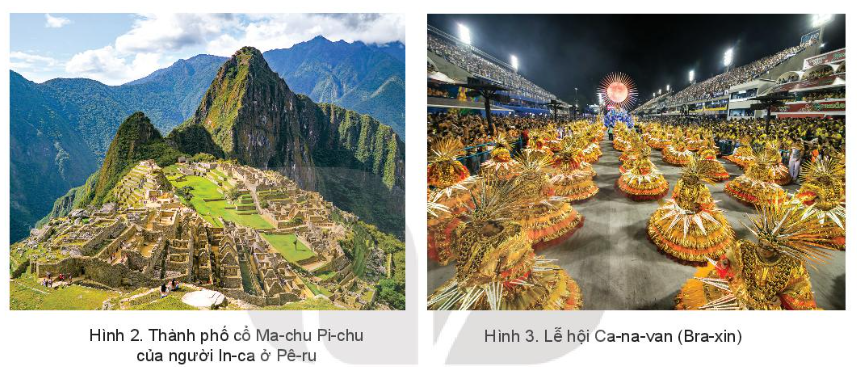 Hình 2. Thành phố cổ Ma-chu Pi-chu
của người In-ca ở Pê-ru
Hình 3. Lễ hội Ca-na-van (Bra-xin)